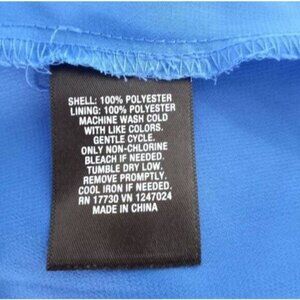 SHELL: 100% POLYESTER
LINING: 100% POLYESTER
MACHINE WASH COLD
WITH LIKE COLORS.
GENTLE CYCLE.
ONLY NON-CHLORINE
BLEACH IF NEEDED.
TUMBLE DRY LOW.
REMOVE PROMPTLY.
COOL IRON IF NEEDED.
RN 17730 VN 1247024
MADE IN CHINA